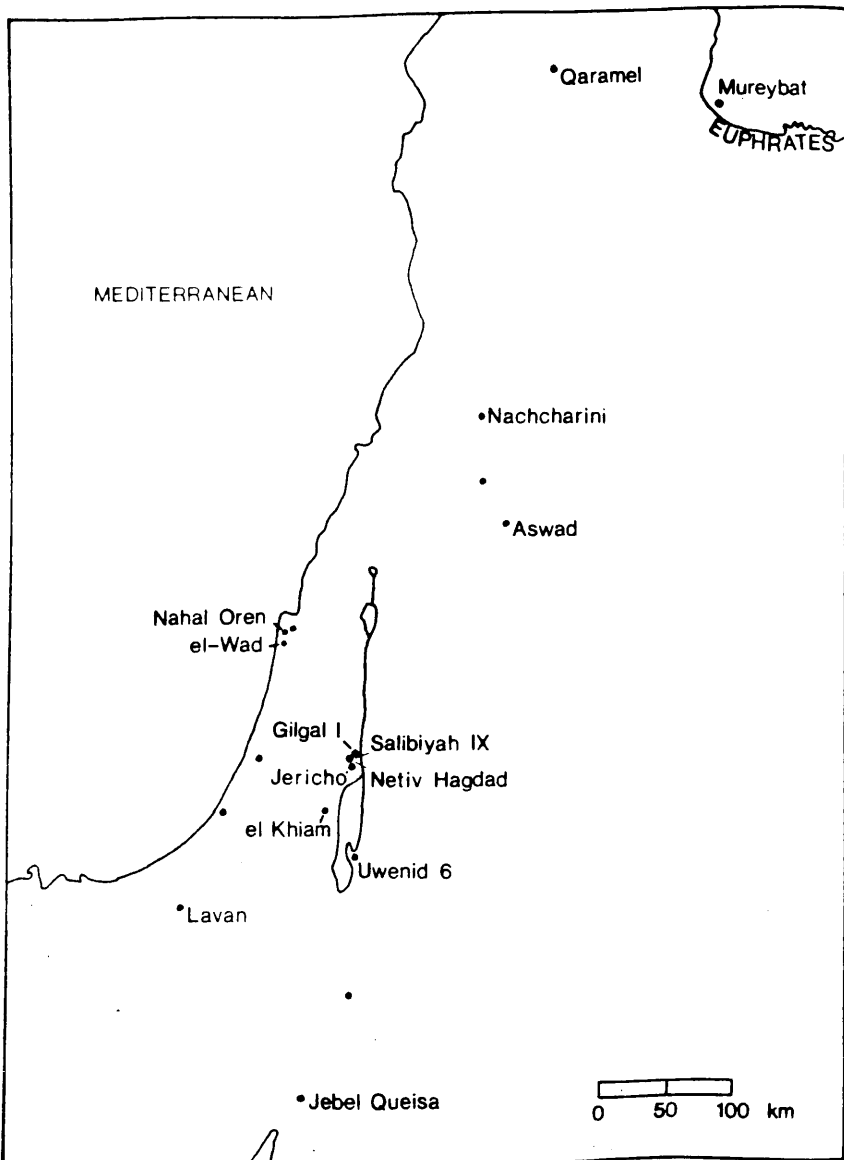 Qaramel
Mureybat
EUPHRATES
MEDITERRANEAN
Nachcharini
Aswad
Nahal Oren
el-Wad
Gilgal I
Salibiyah IX
Jericho
Netiv Hagdad
el Khiam
Uwenid 6
Lavan
Jebel Queisa
0 50 100 km